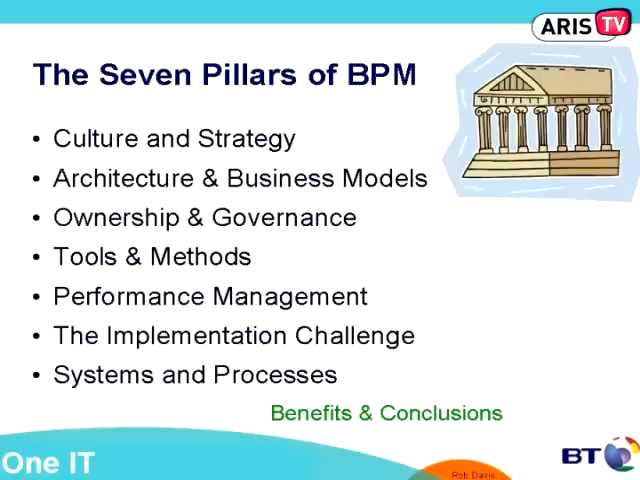 ARIS TV
The Seven Pillars of BPM
• Culture and Strategy
• Architecture & Business Models
• Ownership & Governance
• Tools & Methods
• Performance Management
• The Implementation Challenge
• Systems and Processes
Benefits & Conclusions
One IT
Rob Davis
BT